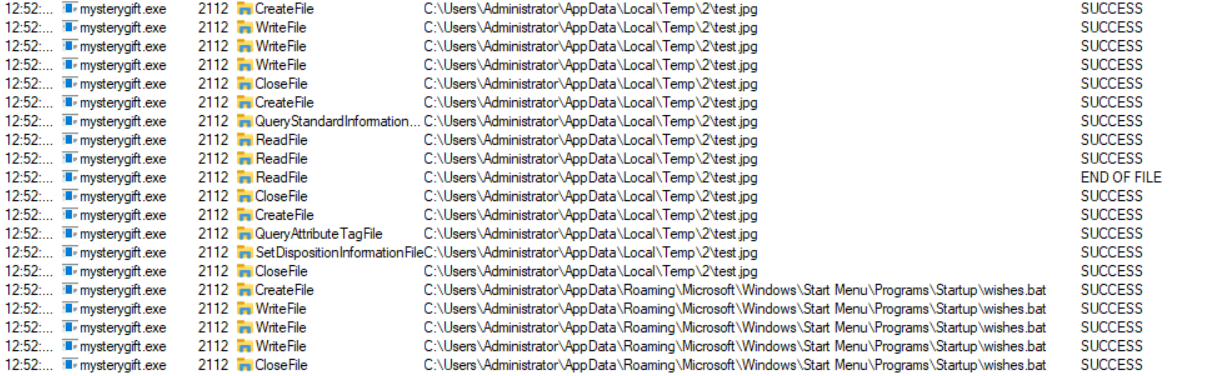 12:52:... mysterygift.exe 2112 CreateFile C:\Users\Administrator\AppData\Local\Temp\2\test.jpg SUCCESS
12:52:... mysterygift.exe 2112 WriteFile C:\Users\Administrator\AppData\Local\Temp\2\test.jpg SUCCESS
12:52:... mysterygift.exe 2112 WriteFile C:\Users\Administrator\AppData\Local\Temp\2\test.jpg SUCCESS
12:52:... mysterygift.exe 2112 WriteFile C:\Users\Administrator\AppData\Local\Temp\2\test.jpg SUCCESS
12:52:... mysterygift.exe 2112 CloseFile C:\Users\Administrator\AppData\Local\Temp\2\test.jpg SUCCESS
12:52:... mysterygift.exe 2112 CreateFile C:\Users\Administrator\AppData\Local\Temp\2\test.jpg SUCCESS
12:52:... mysterygift.exe 2112 QueryStandardInformation... C:\Users\Administrator\AppData\Local\Temp\2\test.jpg SUCCESS
12:52:... mysterygift.exe 2112 ReadFile C:\Users\Administrator\AppData\Local\Temp\2\test.jpg SUCCESS
12:52:... mysterygift.exe 2112 ReadFile C:\Users\Administrator\AppData\Local\Temp\2\test.jpg SUCCESS
12:52:... mysterygift.exe 2112 ReadFile C:\Users\Administrator\AppData\Local\Temp\2\test.jpg END OF FILE
12:52:... mysterygift.exe 2112 CloseFile C:\Users\Administrator\AppData\Local\Temp\2\test.jpg SUCCESS
12:52:... mysterygift.exe 2112 CreateFile C:\Users\Administrator\AppData\Local\Temp\2\test.jpg SUCCESS
12:52:... mysterygift.exe 2112 QueryAttributeTagFile C:\Users\Administrator\AppData\Local\Temp\2\test.jpg SUCCESS
12:52:... mysterygift.exe 2112 SetDispositionInformationFile C:\Users\Administrator\AppData\Local\Temp\2\test.jpg SUCCESS
12:52:... mysterygift.exe 2112 CloseFile C:\Users\Administrator\AppData\Local\Temp\2\test.jpg SUCCESS
12:52:... mysterygift.exe 2112 CreateFile C:\Users\Administrator\AppData\Roaming\Microsoft\Windows\Start Menu\Programs\Startup\wishes.bat SUCCESS
12:52:... mysterygift.exe 2112 WriteFile C:\Users\Administrator\AppData\Roaming\Microsoft\Windows\Start Menu\Programs\Startup\wishes.bat SUCCESS
12:52:... mysterygift.exe 2112 WriteFile C:\Users\Administrator\AppData\Roaming\Microsoft\Windows\Start Menu\Programs\Startup\wishes.bat SUCCESS
12:52:... mysterygift.exe 2112 WriteFile C:\Users\Administrator\AppData\Roaming\Microsoft\Windows\Start Menu\Programs\Startup\wishes.bat SUCCESS
12:52:... mysterygift.exe 2112 CloseFile C:\Users\Administrator\AppData\Roaming\Microsoft\Windows\Start Menu\Programs\Startup\wishes.bat SUCCESS